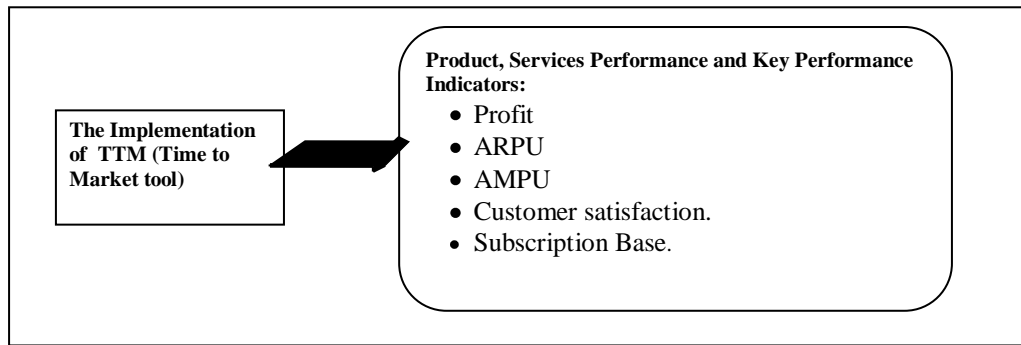 The Implementation
of TTM (Time to
Market tool)
Product, Services Performance and Key Performance
Indicators:
• Profit
• ARPU
• AMPU
• Customer satisfaction.
• Subscription Base.